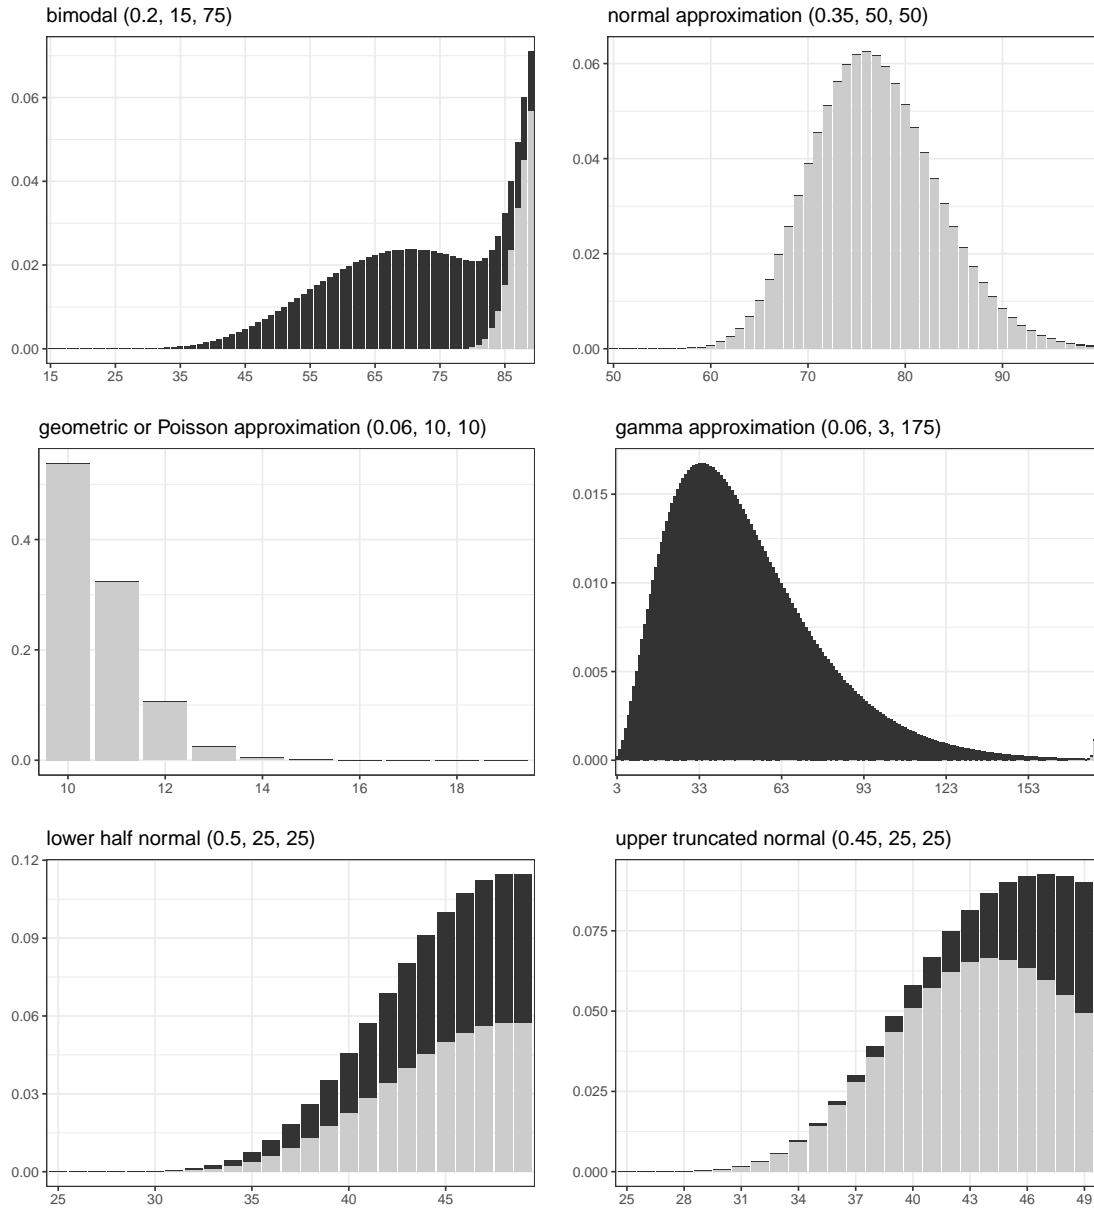 bimodal (0.2, 15, 75)
0.06
0.04
0.02
0.00
15 25 35 45 55 65 75 85
normal approximation (0.35, 50, 50)
0.06
0.04
0.02
0.00
50 60 70 80 90
geometric or Poisson approximation (0.06, 10, 10)
0.4
0.2
0.0
10 12 14 16 18
gamma approximation (0.06, 3, 175)
0.015
0.010
0.005
0.000
3 33 63 93 123 153
lower half normal (0.5, 25, 25)
0.12
0.09
0.06
0.03
0.00
25 30 35 40 45
upper truncated normal (0.45, 25, 25)
0.075
0.050
0.025
0.000
25 28 31 34 37 40 43 46 49